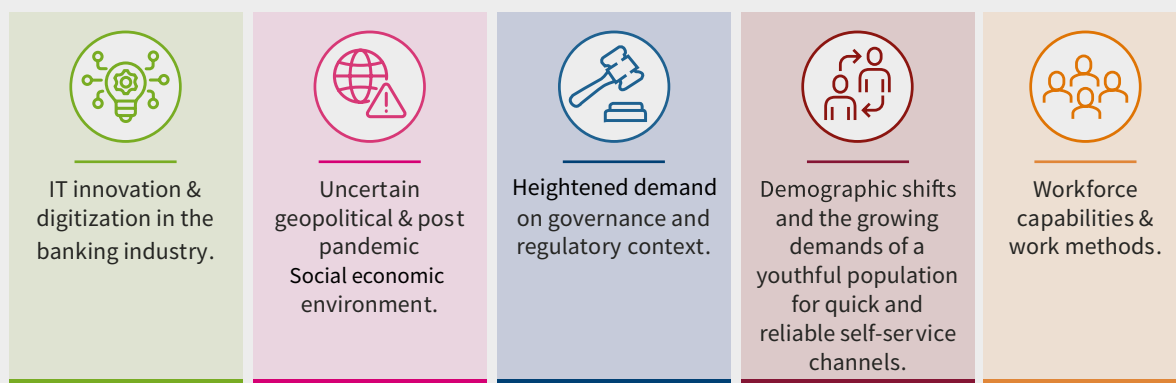 IT innovation &
digitization in the
banking industry.
Uncertain
geopolitical & post
pandemic
Social economic
environment.
Heightened demand
on governance and
regulatory context.
Demographic shifts
and the growing
demands of a
youthful population
for quick and
reliable self-service
channels.
Workforce
capabilities &
work methods.